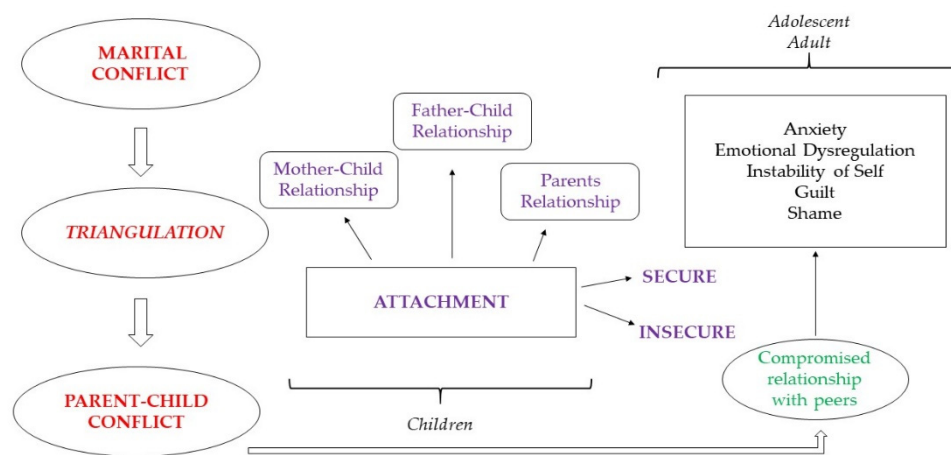 MARITAL
CONFLICT
TRIANGULATION
PARENT-CHILD
CONFLICT
Mother-Child
Relationship
Father-Child
Relationship
Parents
Relationship
ATTACHMENT
SECURE
INSECURE
Children
Adolescent
Adult
Anxiety
Emotional Dysregulation
Instability of Self
Guilt
Shame
Compromised
relationship
with peers